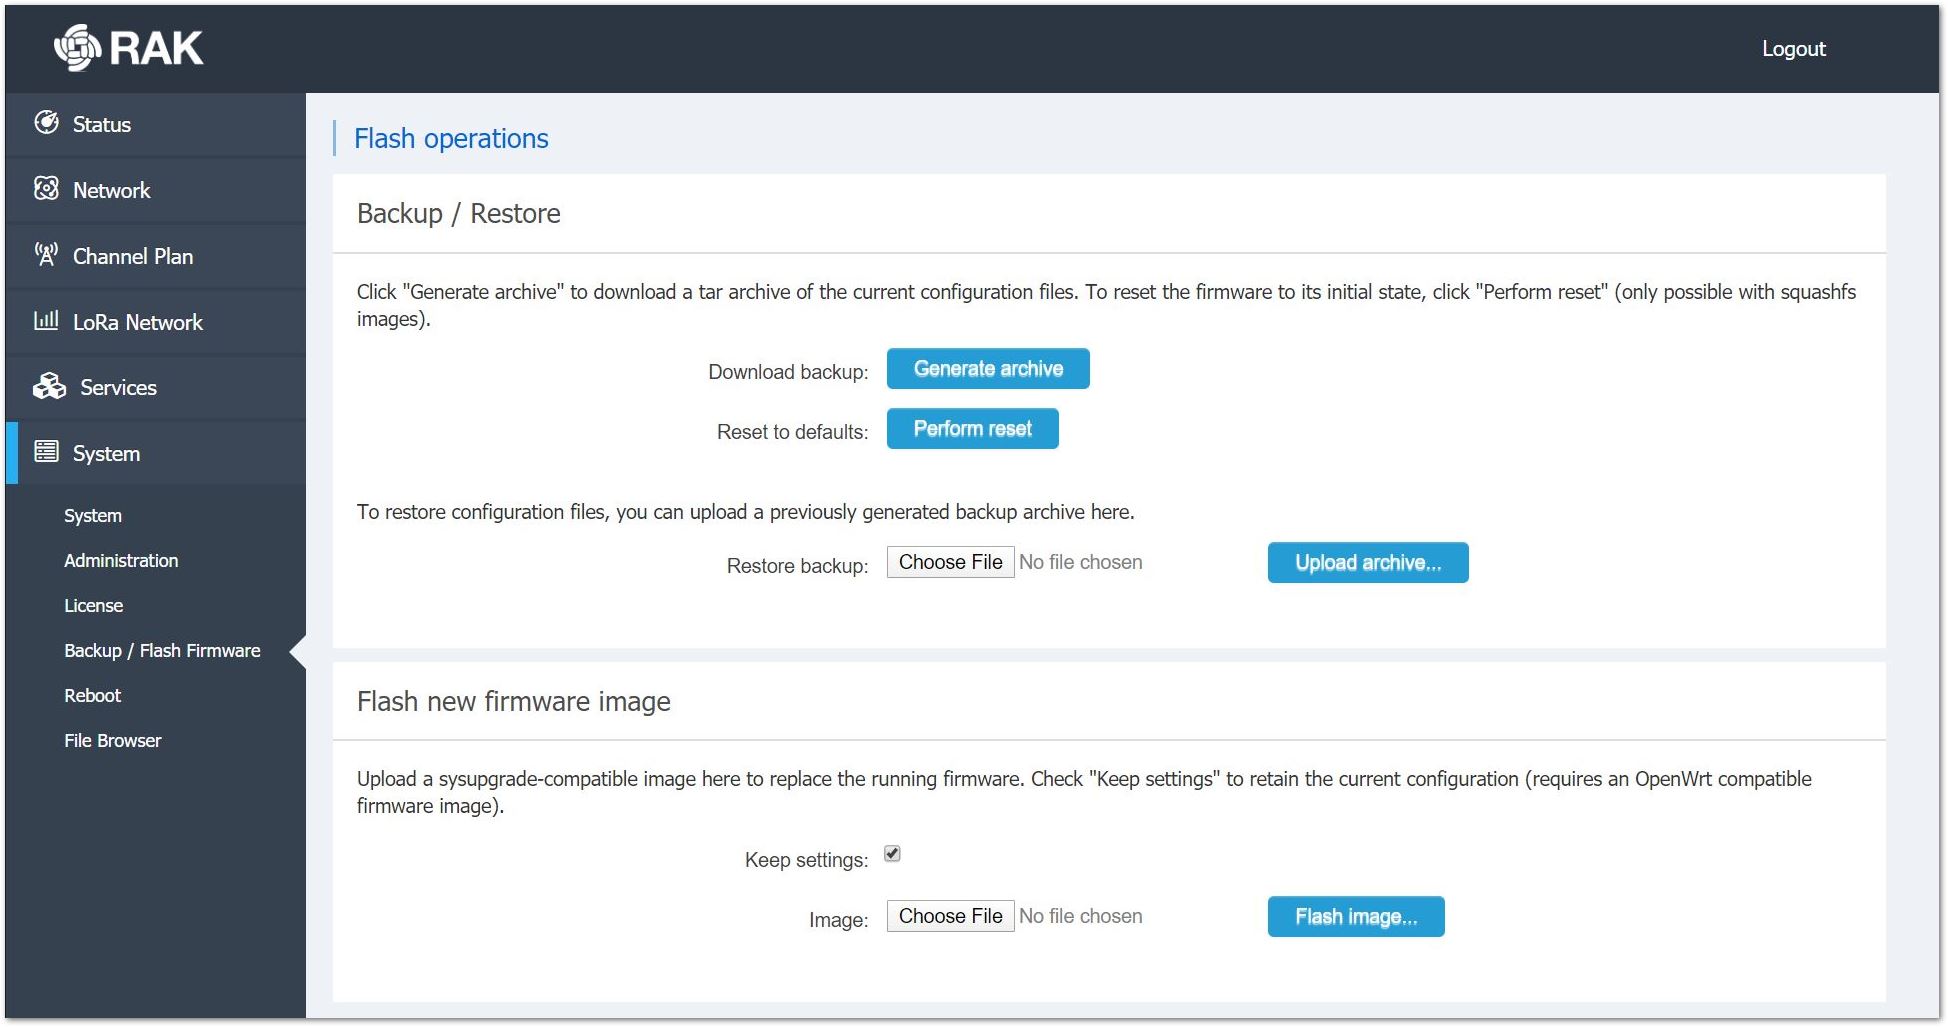 RAK
Logout
Status
Network
Channel Plan
LoRa Network
Services
System
System
Administration
License
Backup / Flash Firmware
Reboot
File Browser
Flash operations
Backup / Restore
Click "Generate archive" to download a tar archive of the current configuration files. To reset the firmware to its initial state, click "Perform reset" (only possible with squashfs
images).
Download backup: Generate archive
Reset to defaults: Perform reset
To restore configuration files, you can upload a previously generated backup archive here.
Restore backup: Choose File No file chosen Upload archive...
Flash new firmware image
Upload a sysupgrade-compatible image here to replace the running firmware. Check "Keep settings" to retain the current configuration (requires an OpenWrt compatible
firmware image).
Keep settings:
Image: Choose File No file chosen Flash image...